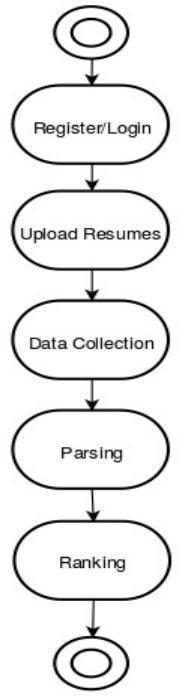 Register/Login
Upload Resumes
Data Collection
Parsing
Ranking